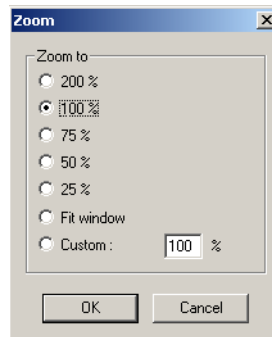 Zoom
Zoom to
200 %
100 %
75 %
50 %
25 %
Fit window
Custom : 100 %
OK Cancel